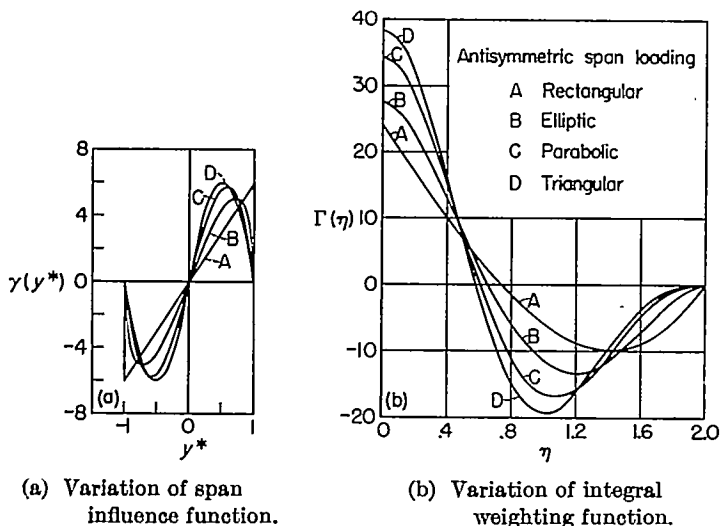 8
4
0
-4
-8
γ(y*)
D
C
B
A
(a)
-1
0
1
y*
(a) Variation of span
influence function.
40
30
20
10
0
-10
-20
Γ(η)
D
C
B
A
Antisymmetric span loading
A Rectangular
B Elliptic
C Parabolic
D Triangular
A
B
C
D
(b)
0
.4
.8
1.2
1.6
2.0
η
(b) Variation of integral
weighting function.